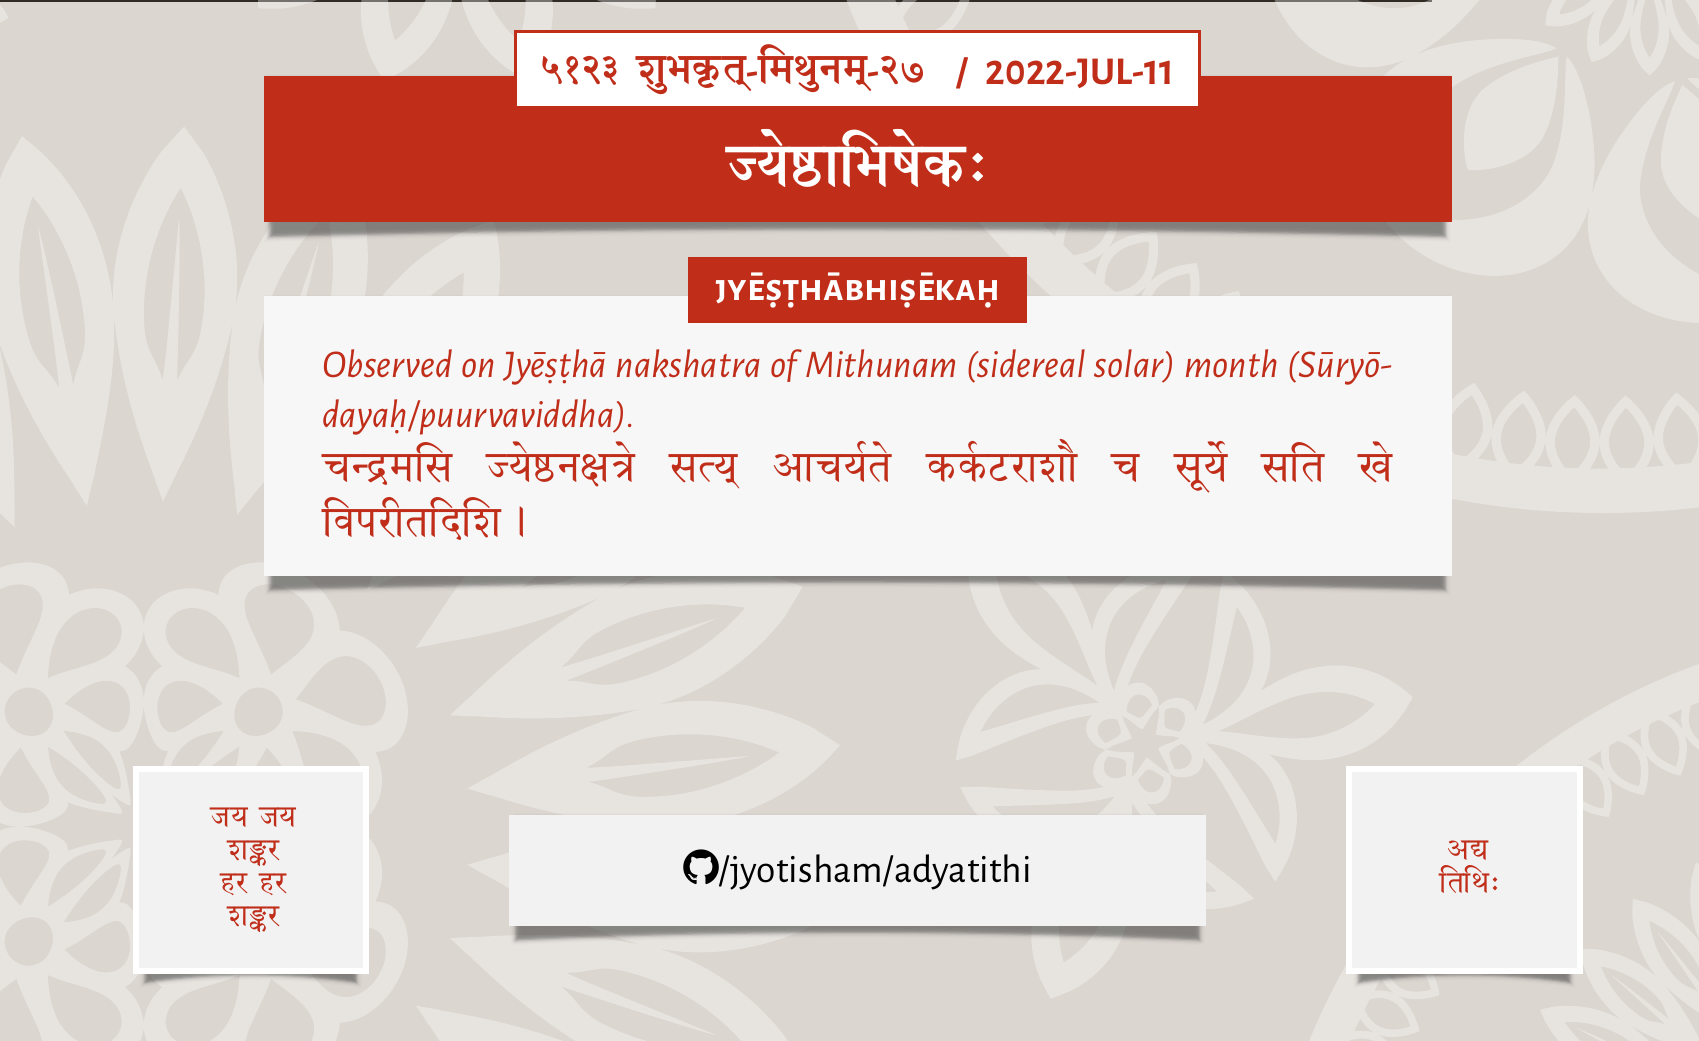 ५१२३ शुभकृत्-मिथुनम्-२७ / 2022-JUL-11
ज्येष्ठाभिषेकः
JYĒṢṬHĀBHIṢĒKAḤ
Observed on Jyēṣṭhā nakshatra of Mithunam (sidereal solar) month (Sūryō-
dayaḥ/puurvaviddha).
चन्द्रमसि ज्येष्ठनक्षत्रे सत्य् आचर्यते कर्कटराशौ च सूर्ये सति खे
विपरीतदिशि ।
जय जय
शङ्कर
हर हर
शङ्कर
/jyotisham/adyatithi
अद्य
तिथिः